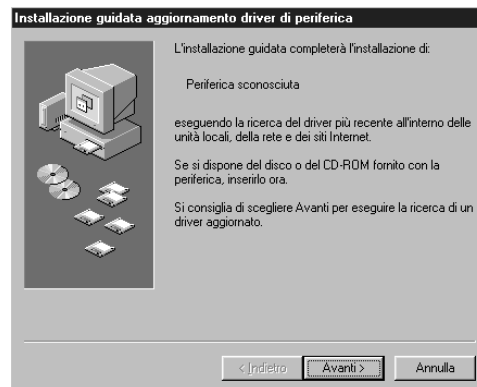 Installazione guidata aggiornamento driver di periferica
L'installazione guidata completerà l'installazione di:
Periferica sconosciuta
eseguendo la ricerca del driver più recente all'interno delle
unità locali, della rete e dei siti Internet.
Se si dispone del disco o del CD-ROM fornito con la
periferica, inserirlo ora.
Si consiglia di scegliere Avanti per eseguire la ricerca di un
driver aggiornato.
< Indietro
Avanti >
Annulla